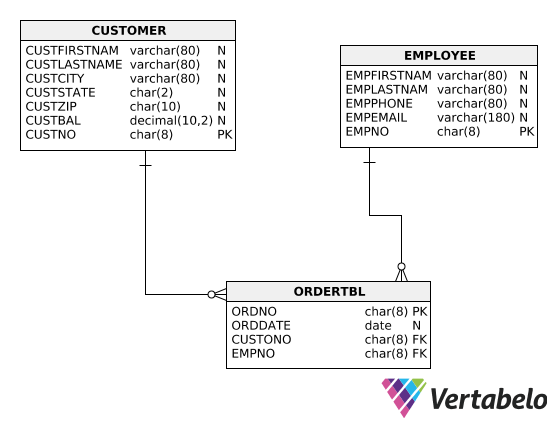 CUSTOMER
CUSTFIRSTNAM varchar(80) N
CUSTLASTNAME varchar(80) N
CUSTCITY varchar(80) N
CUSTSTATE char(2) N
CUSTZIP char(10) N
CUSTBAL decimal(10,2) N
CUSTNO char(8) PK
EMPLOYEE
EMPFIRSTNAM varchar(80) N
EMPLASTNAM varchar(80) N
EMPPHONE varchar(80) N
EMPEMAIL varchar(180) N
EMPNO char(8) PK
ORDERTBL
ORDNO char(8) PK
ORDDATE date N
CUSTONO char(8) FK
EMPNO char(8) FK
Vertabelo